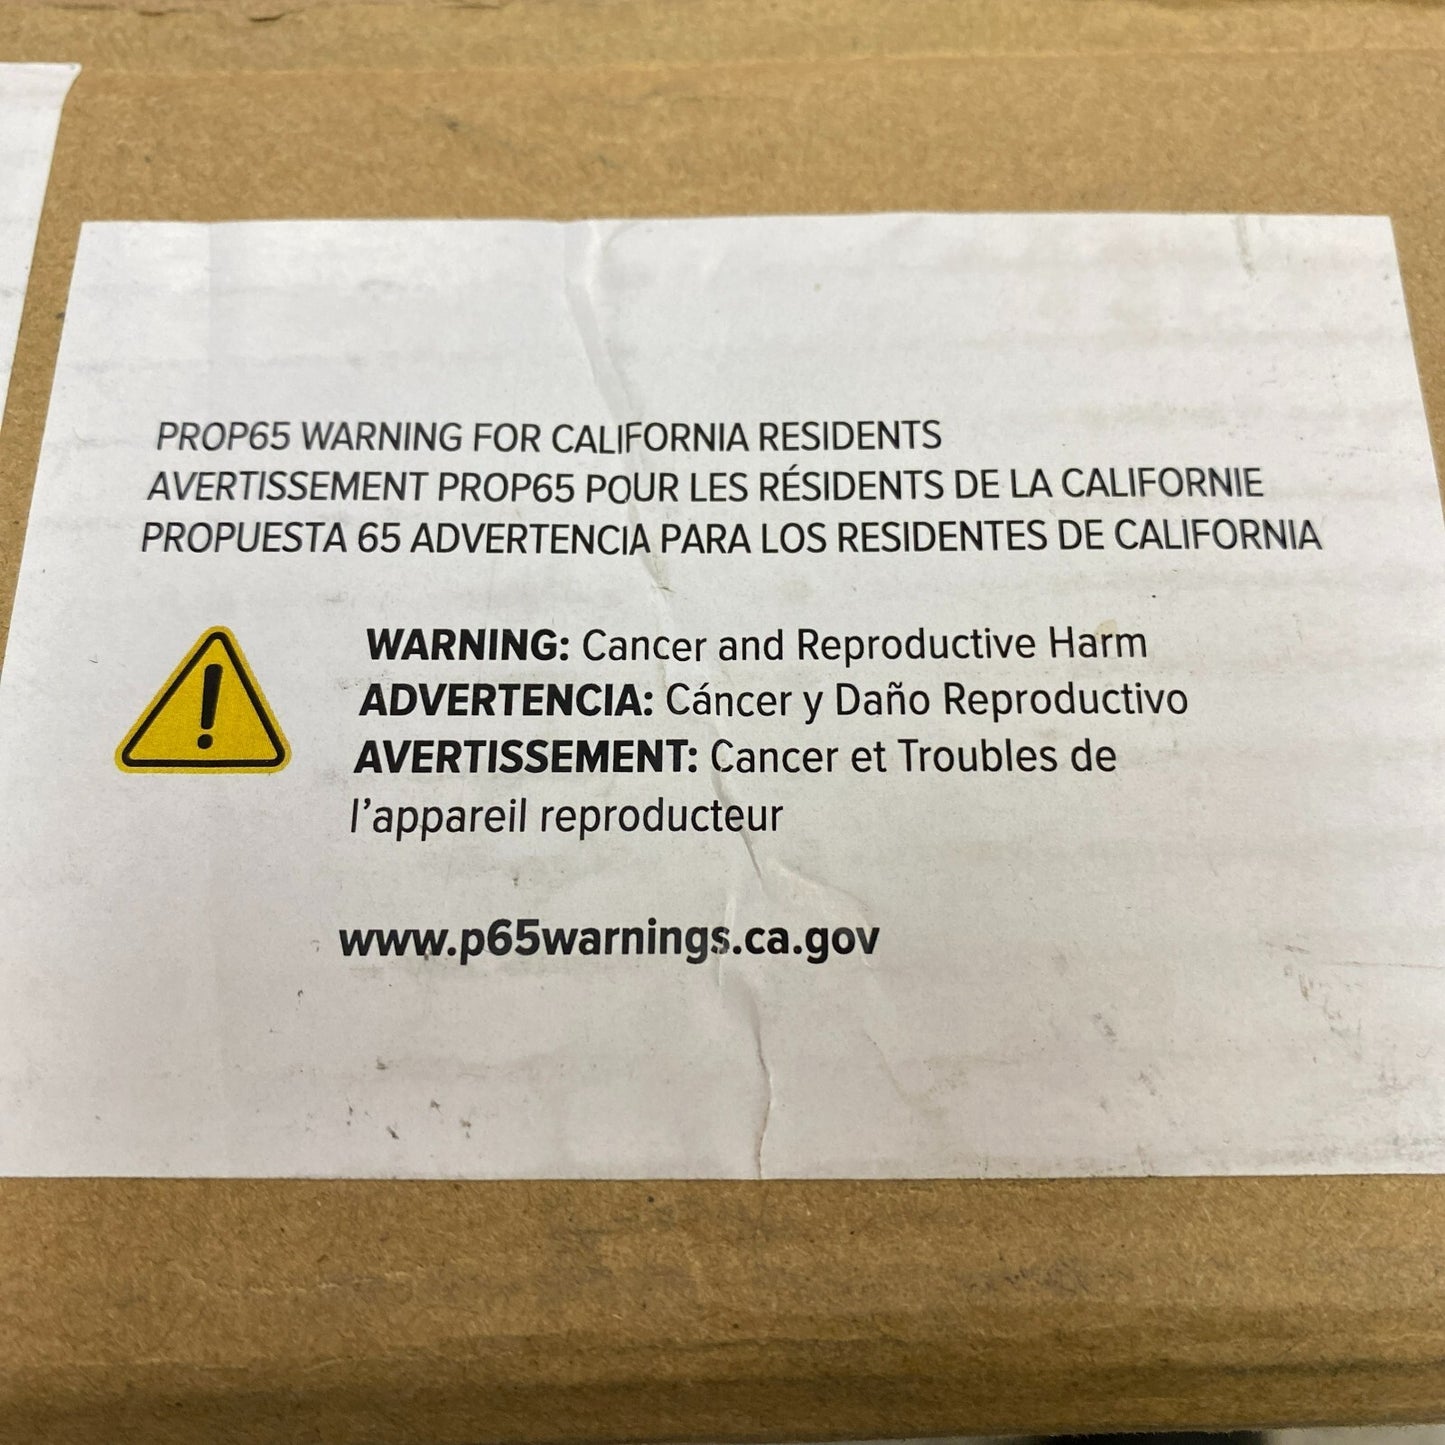 PROP65 WARNING FOR CALIFORNIA RESIDENTS
AVERTISSEMENT PROP65 POUR LES RÉSIDENTS DE LA CALIFORNIE
PROPUESTA 65 ADVERTENCIA PARA LOS RESIDENTES DE CALIFORNIA
WARNING: Cancer and Reproductive Harm
ADVERTENCIA: Cáncer y Daño Reproductivo
AVERTISSEMENT: Cancer et Troubles de
l’appareil reproducteur
www.p65warnings.ca.gov